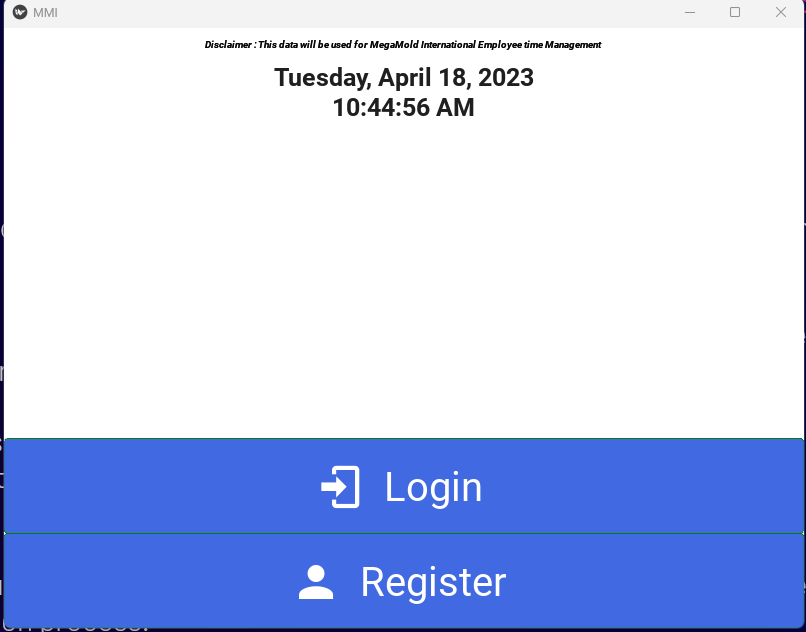 MMI
Disclaimer : This data will be used for MegaMold International Employee time Management
Tuesday, April 18, 2023
10:44:56 AM
Login
Register